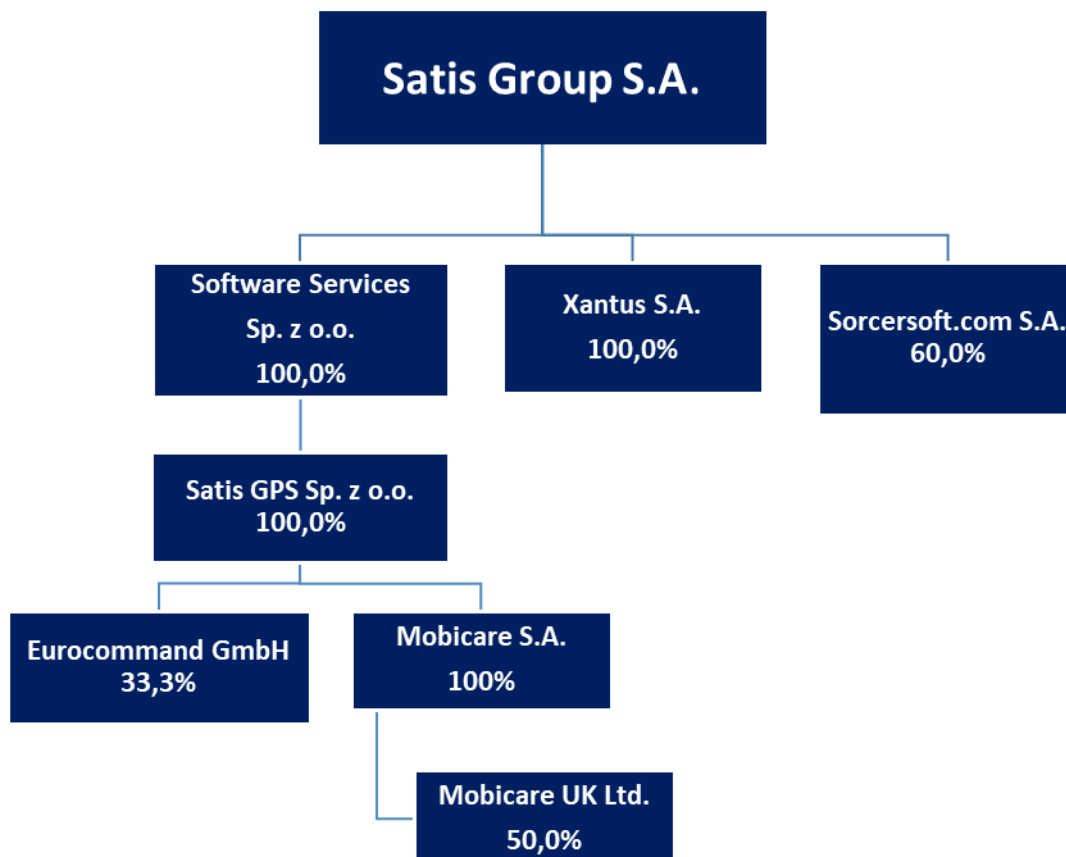 Satis Group S.A.
Software Services
Sp. z o.o.
100,0%
Xantus S.A.
100,0%
Sorcersoft.com S.A.
60,0%
Satis GPS Sp. z o.o.
100,0%
Eurocommand GmbH
33,3%
Mobicare S.A.
100%
Mobicare UK Ltd.
50,0%